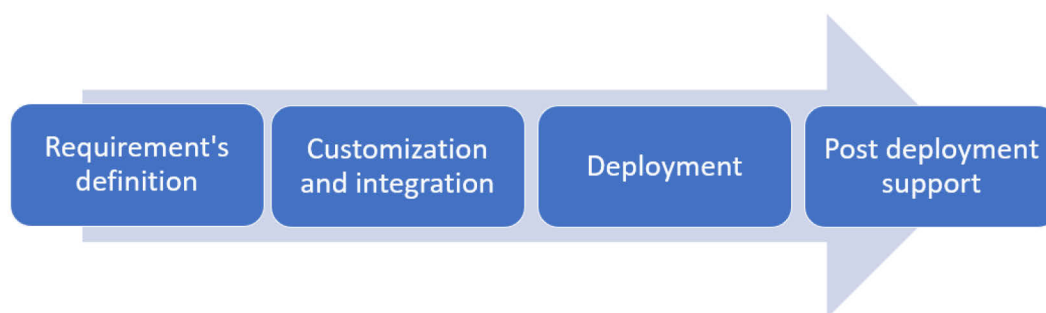 Requirement's
definition
Customization
and integration
Deployment
Post deployment
support